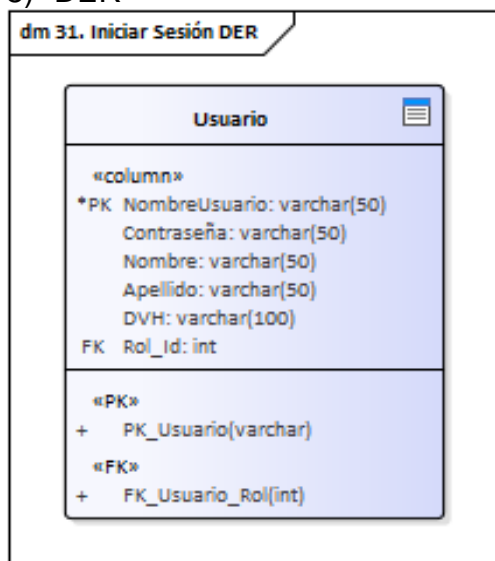 dm 31. Iniciar Sesión DER
Usuario
«column»
*PK NombreUsuario: varchar(50)
Contraseña: varchar(50)
Nombre: varchar(50)
Apellido: varchar(50)
DVH: varchar(100)
FK Rol_Id: int
«PK»
+ PK_Usuario(varchar)
«FK»
+ FK_Usuario_Rol(int)